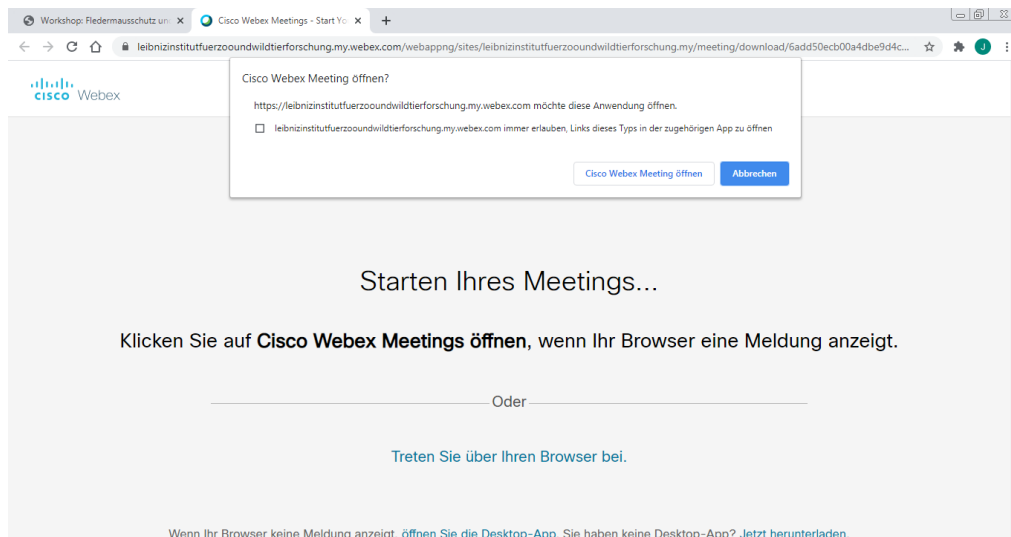 Workshop: Fledermausschutz un
Cisco Webex Meetings - Start Yo
leibnizinstitutfuerzooundwildtierforschung.my.webex.com/webappng/sites/leibnizinstitutfuerzooundwildtierforschung.my/meeting/download/6add50ecb00a4dbe9d4c...
J
Cisco Webex Meeting öffnen?
cisco Webex
https://leibnizinstitutfuerzooundwildtierforschung.my.webex.com möchte diese Anwendung öffnen.
leibnizinstitutfuerzooundwildtierforschung.my.webex.com immer erlauben, Links dieses Typs in der zugehörigen App zu öffnen
Cisco Webex Meeting öffnen
Abbrechen
Starten Ihres Meetings...
Klicken Sie auf Cisco Webex Meetings öffnen, wenn Ihr Browser eine Meldung anzeigt.
Oder
Treten Sie über Ihren Browser bei.
Wenn Ihr Browser keine Meldung anzeigt, öffnen Sie die Desktop-App. Sie haben keine Desktop-App? Jetzt herunterladen.